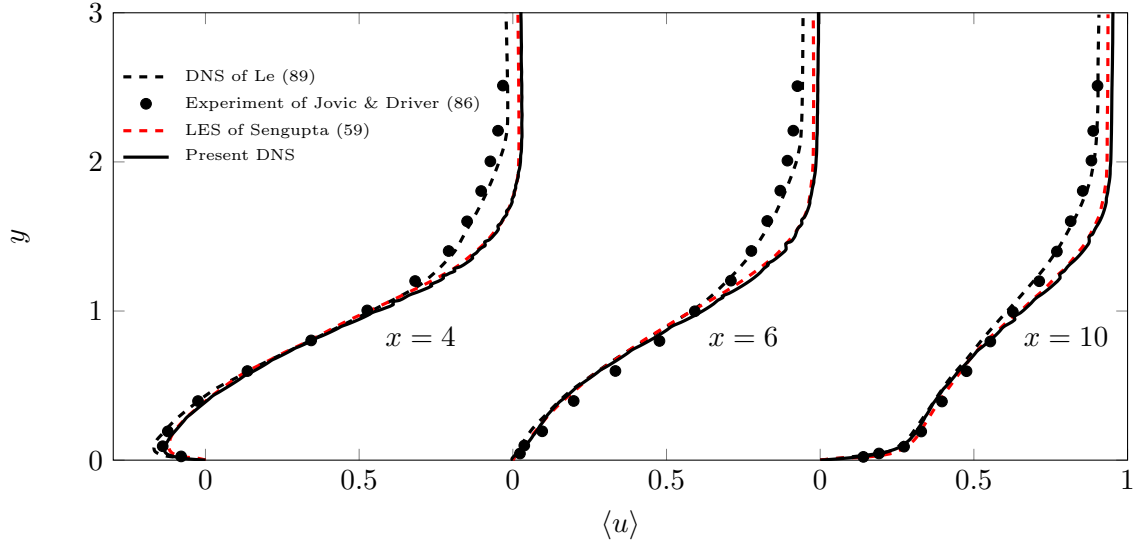 3
DNS of Le (89)
Experiment of Jovic & Driver (86)
LES of Sengupta (59)
Present DNS
2
y
1
x = 4
x = 6
x = 10
0
0 0.5 0 0.5 0 0.5 1
⟨u⟩